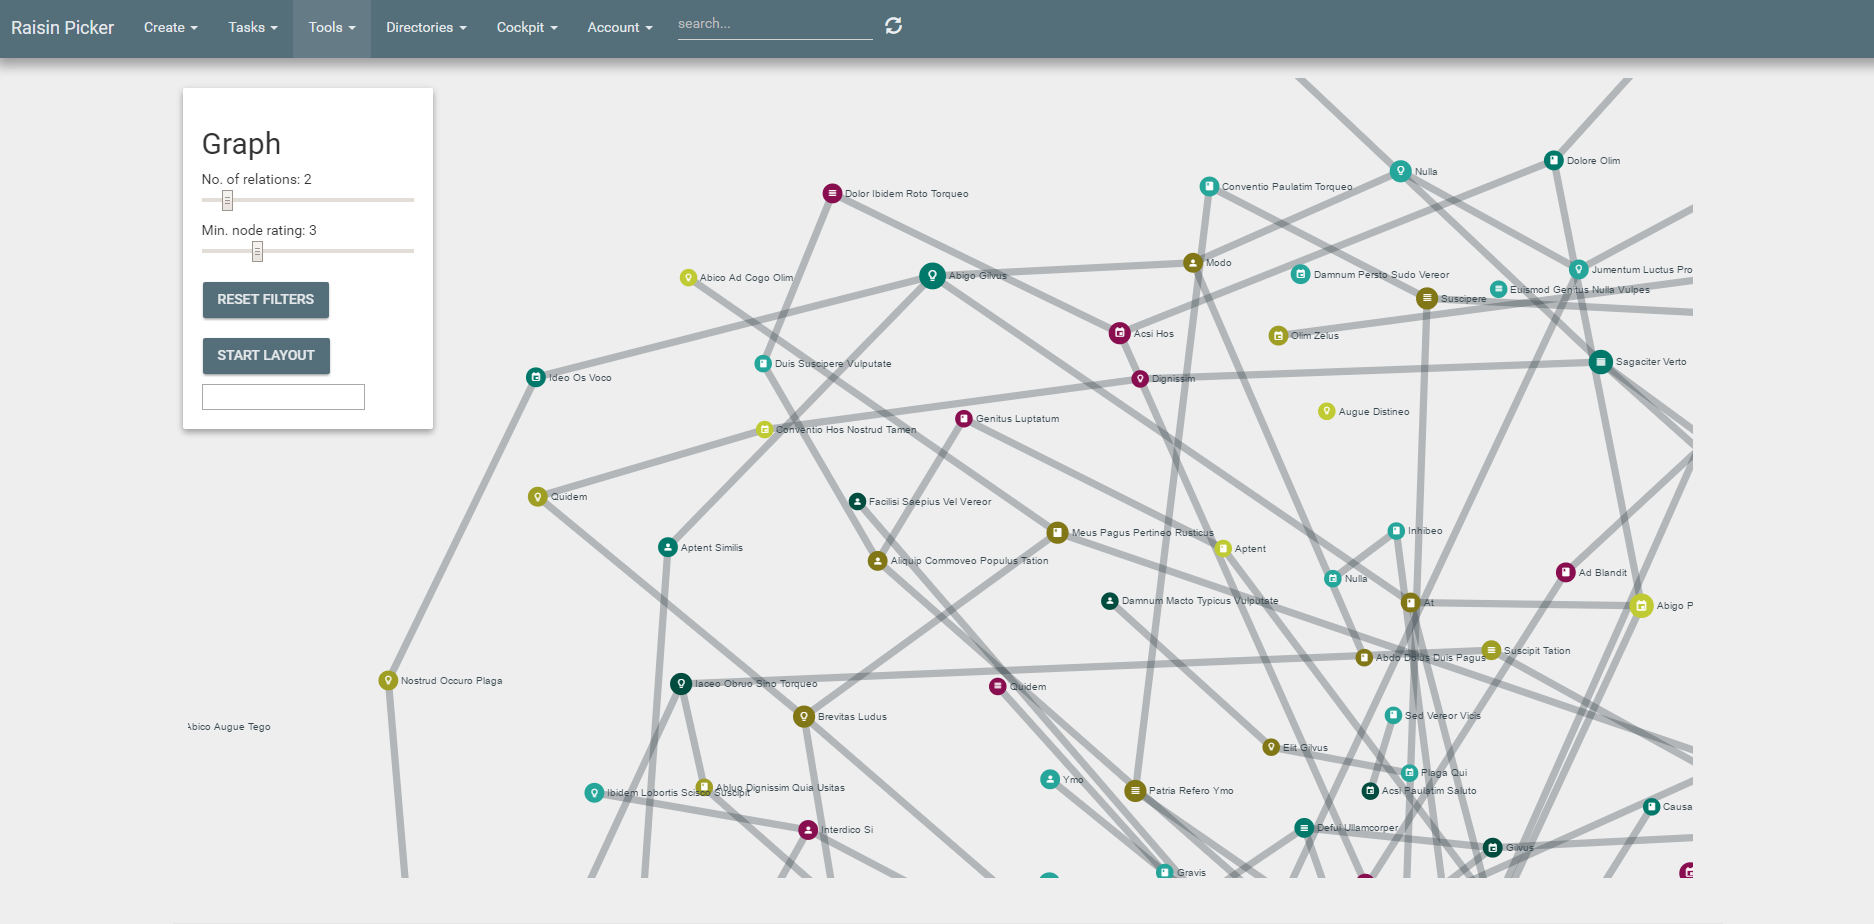 Raisin Picker Create Tasks Tools Directories Cockpit Account search...
Graph
No. of relations: 2
Min. node rating: 3
RESET FILTERS
START LAYOUT
Dolore Olim
Nulla
Conventio Paulatim Torqueo
Dolor Ibidem Roto Torqueo
Modo
Jumentum Luctus Pro
Damnum Persto Sudo Vereor
Abigo Gilvus
Abico Ad Cogo Olim
Euismod Genitus Nulla Vulpes
Suscipere
Acsi Hos
Olim Zelus
Sagaciter Verto
Duis Suscipere Vulputate
Ideo Os Voco
Dignissim
Augue Distineo
Genitus Luptatum
Conventio Hos Nostrud Tamen
Quidem
Facilisi Saepius Vel Vereor
Inhibeo
Meus Pagus Pertineo Rusticus
Aptent Similis
Aptent
Aliquip Commoveo Populus Tation
Ad Blandit
Nulla
Damnum Macto Typicus Vulputate
At
Abigo P
Suscipit Tation
Abdo Dolus Duis Pagus
Nostrud Occuro Plaga
Iaceo Obruo Sino Torqueo
Quidem
Sed Vereor Vicis
Brevitas Ludus
Abico Augue Tego
Elit Gilvus
Plaga Qui
Ymo
Abluo Dignissim Quia Usitas
Ibidem Lobortis Scisco Suscipit
Patria Refero Ymo
Acsi Paulatim Saluto
Causa
Defui Ullamcorper
Interdico Si
Gilvus
Gravis